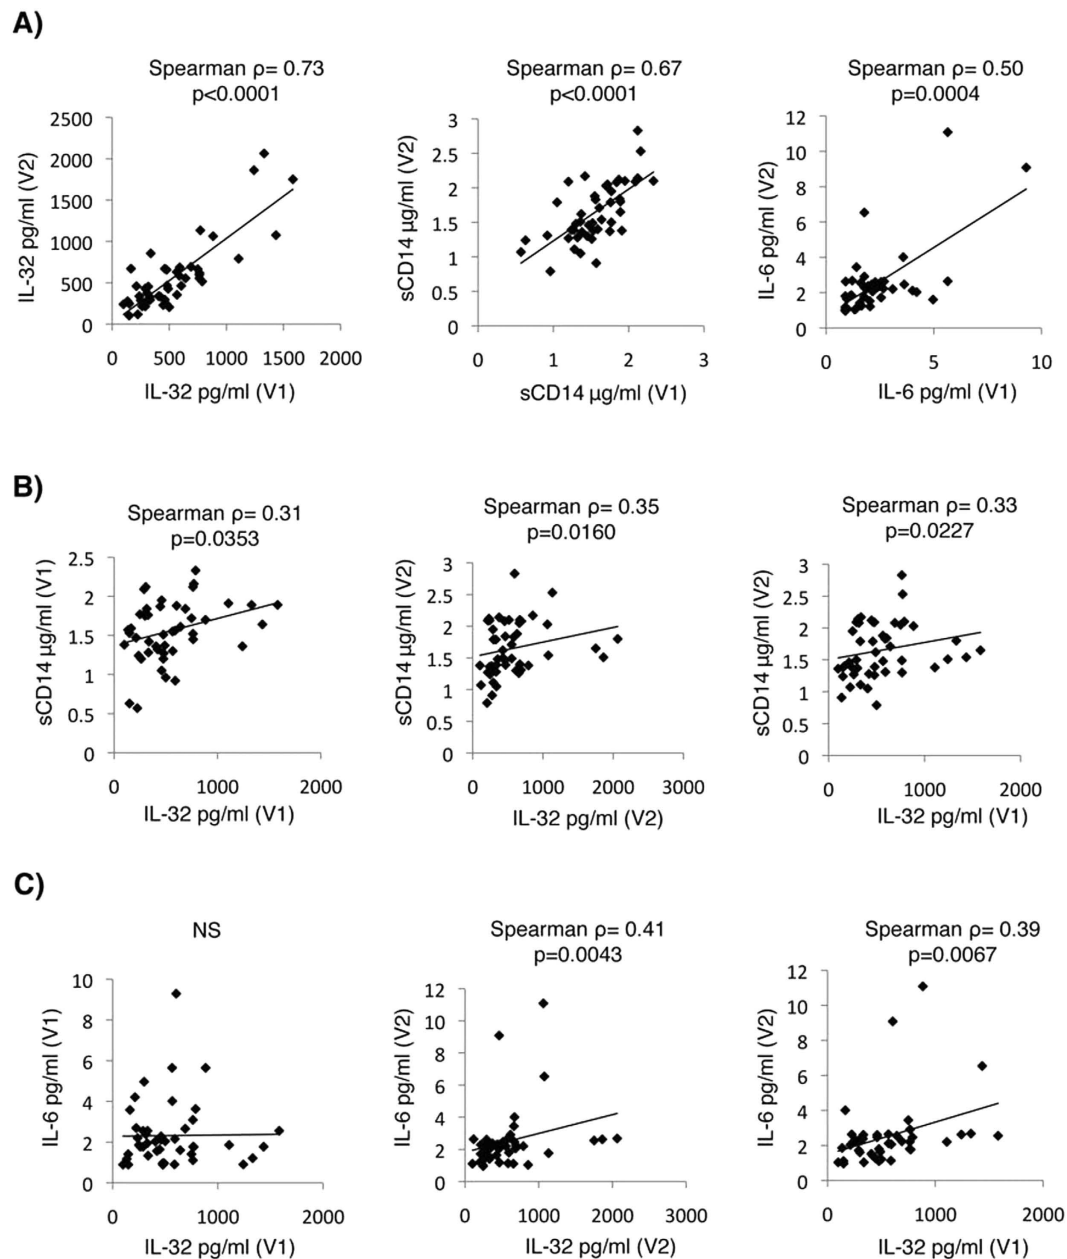 A)
Spearman ρ= 0.73
p<0.0001
2500
2000
1500
1000
500
0
0 500 1000 1500 2000
IL-32 pg/ml (V2)
IL-32 pg/ml (V1)
Spearman ρ= 0.67
p<0.0001
3
2.5
2
1.5
1
0.5
0
0 1 2 3
sCD14 µg/ml (V2)
sCD14 µg/ml (V1)
Spearman ρ= 0.50
p=0.0004
12
10
8
6
4
2
0
0 5 10
IL-6 pg/ml (V2)
IL-6 pg/ml (V1)
B)
Spearman ρ= 0.31
p=0.0353
2.5
2
1.5
1
0.5
0
0 1000 2000
sCD14 µg/ml (V1)
IL-32 pg/ml (V1)
Spearman ρ= 0.35
p=0.0160
3
2.5
2
1.5
1
0.5
0
0 1000 2000 3000
sCD14 µg/ml (V2)
IL-32 pg/ml (V2)
Spearman ρ= 0.33
p=0.0227
3
2.5
2
1.5
1
0.5
0
0 1000 2000
sCD14 µg/ml (V2)
IL-32 pg/ml (V1)
C)
NS
10
8
6
4
2
0
0 1000 2000
IL-6 pg/ml (V1)
IL-32 pg/ml (V1)
Spearman ρ= 0.41
p=0.0043
12
10
8
6
4
2
0
0 1000 2000 3000
IL-6 pg/ml (V2)
IL-32 pg/ml (V2)
Spearman ρ= 0.39
p=0.0067
12
10
8
6
4
2
0
0 1000 2000
IL-6 pg/ml (V2)
IL-32 pg/ml (V1)